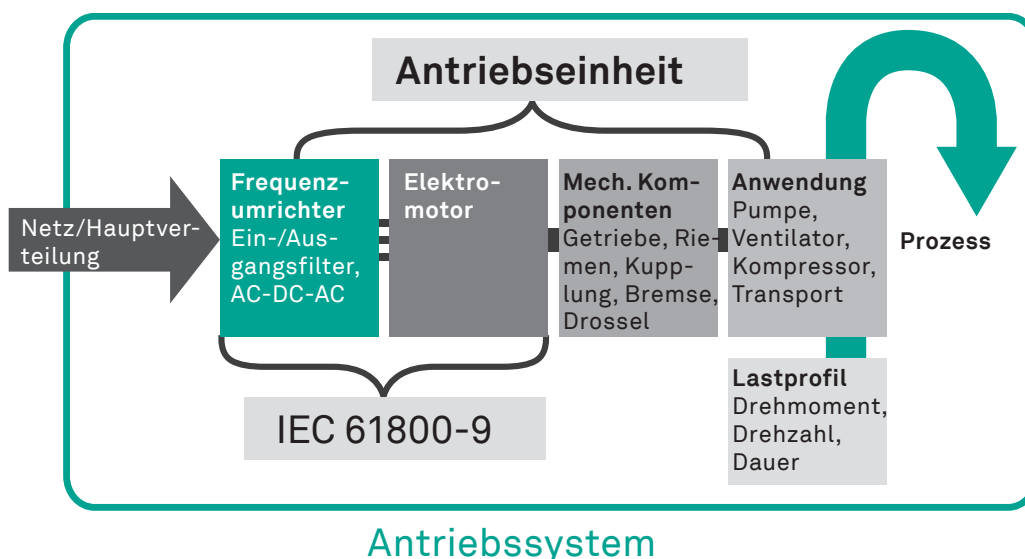 Antriebseinheit
Netz/Hauptver-
teilung
Frequenz-
umrichter
Ein-/Aus-
gangsfilter,
AC-DC-AC
Elektro-
motor
Mech. Kom-
ponenten
Getriebe, Rie-
men, Kupp-
lung, Bremse,
Drossel
Anwendung
Pumpe,
Ventilator,
Kompressor,
Transport
Prozess
IEC 61800-9
Lastprofil
Drehmoment,
Drehzahl,
Dauer
Antriebssystem